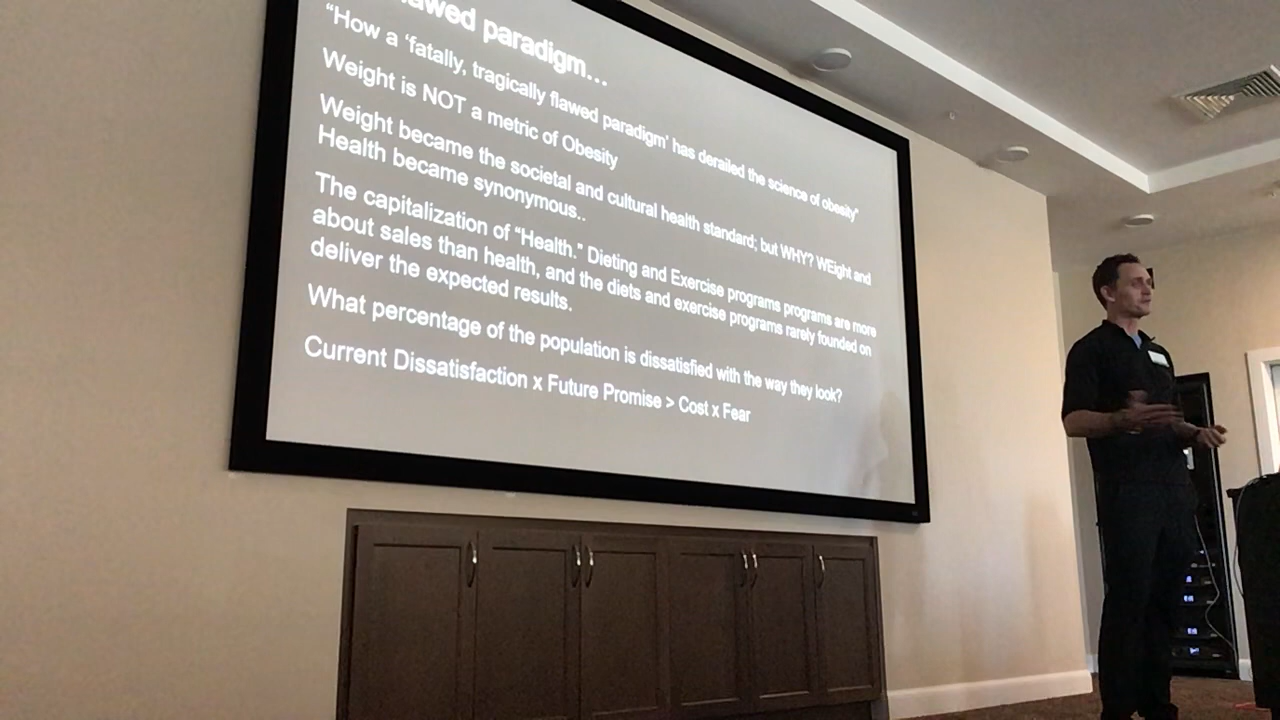 awed paradigm...
“How a ‘fatally, tragically flawed paradigm’ has derailed the science of obesity”
Weight is NOT a metric of Obesity
Weight became the societal and cultural health standard; but WHY? WEight and
Health became synonymous..
The capitalization of “Health.” Dieting and Exercise programs programs are more
about sales than health, and the diets and exercise programs rarely founded on
deliver the expected results.
What percentage of the population is dissatisfied with the way they look?
Current Dissatisfaction x Future Promise > Cost x Fear